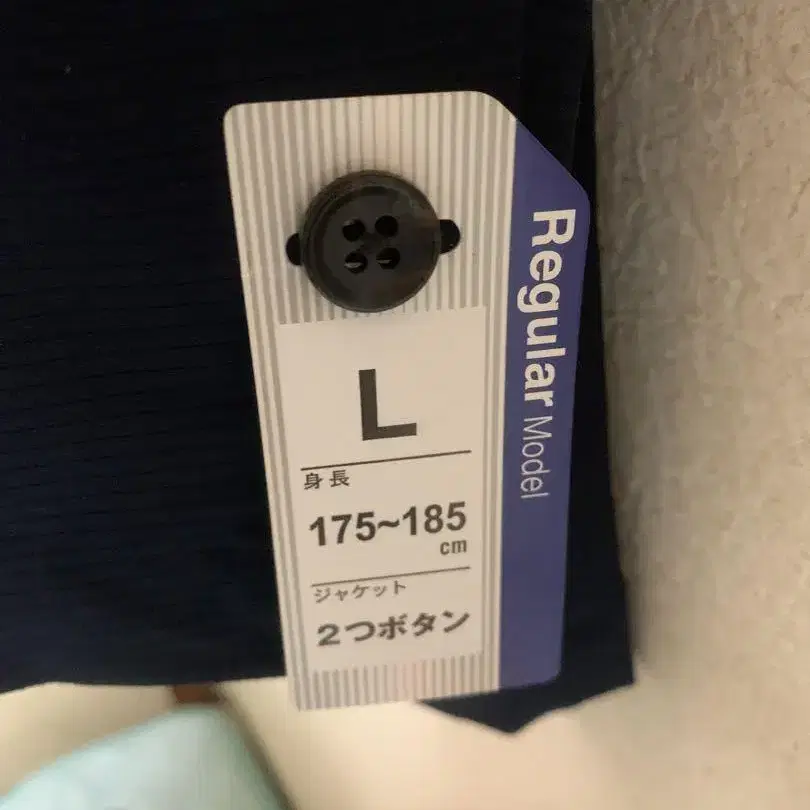 L
身長
175~185
cm
ジャケット
2つボタン
Regular Model